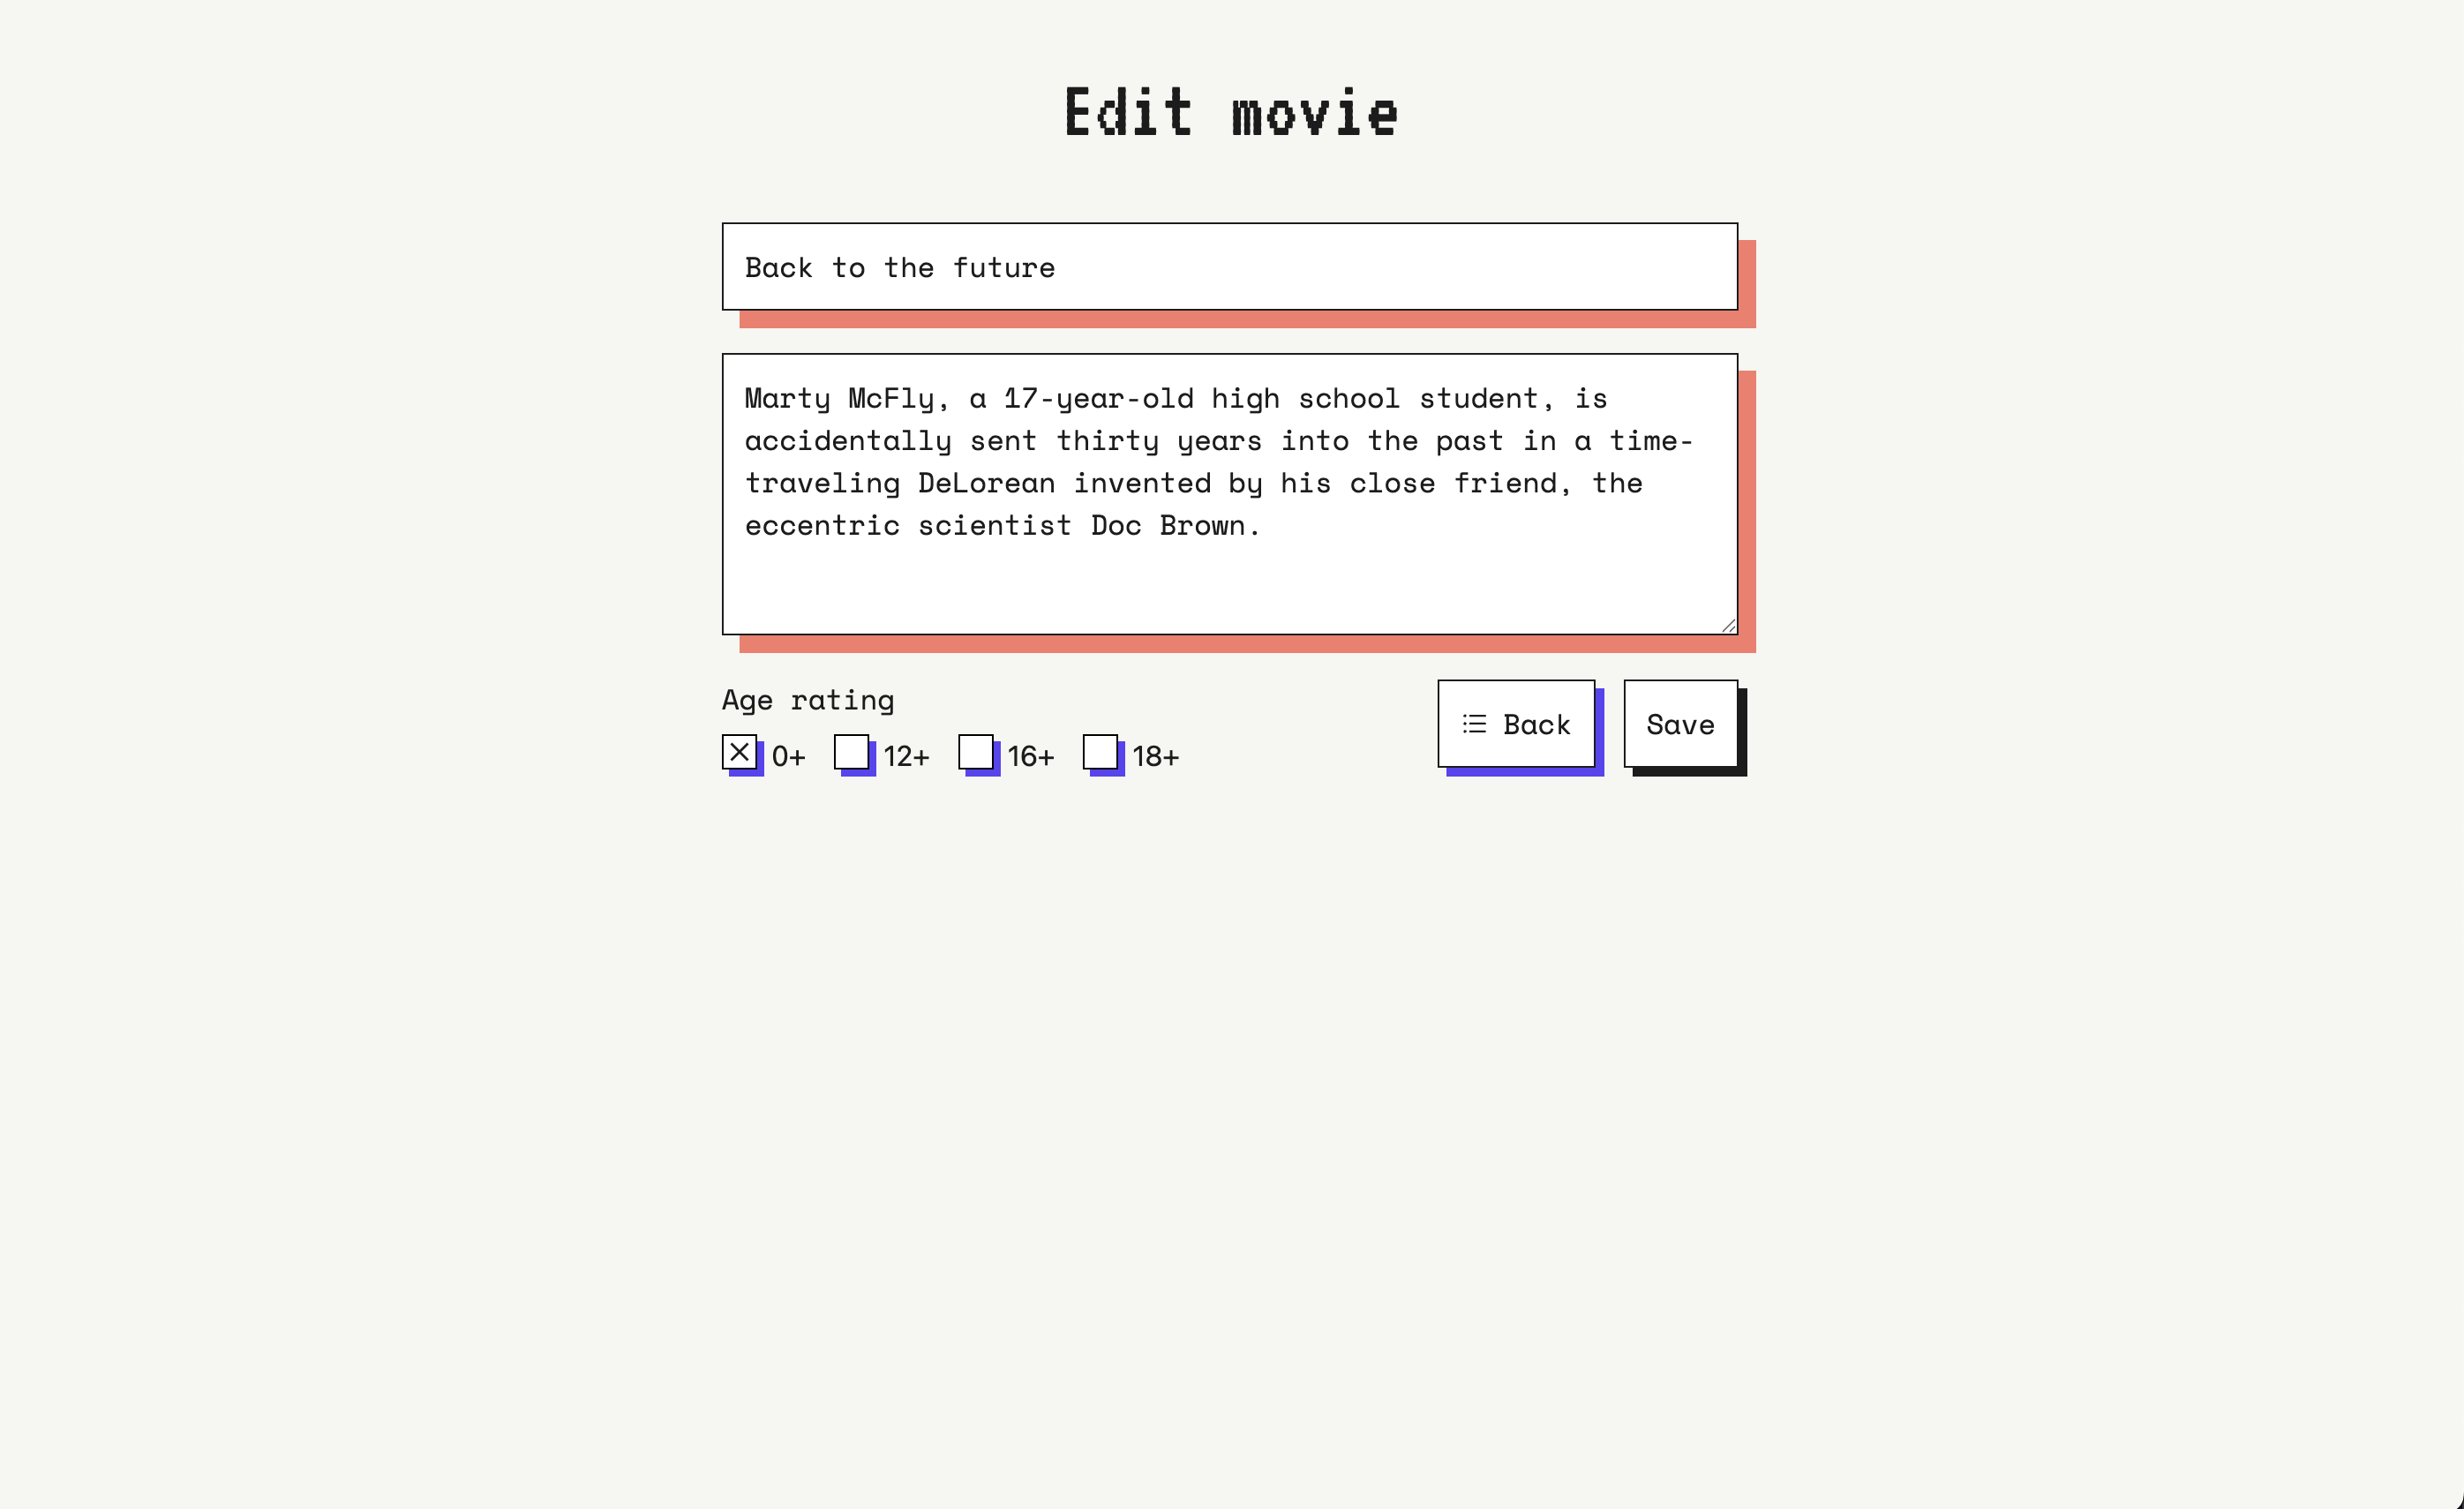 Edit movie
Back to the future
Marty McFly, a 17-year-old high school student, is
accidentally sent thirty years into the past in a time-
traveling DeLorean invented by his close friend, the
eccentric scientist Doc Brown.
Age rating
0+ 12+ 16+ 18+
Back Save